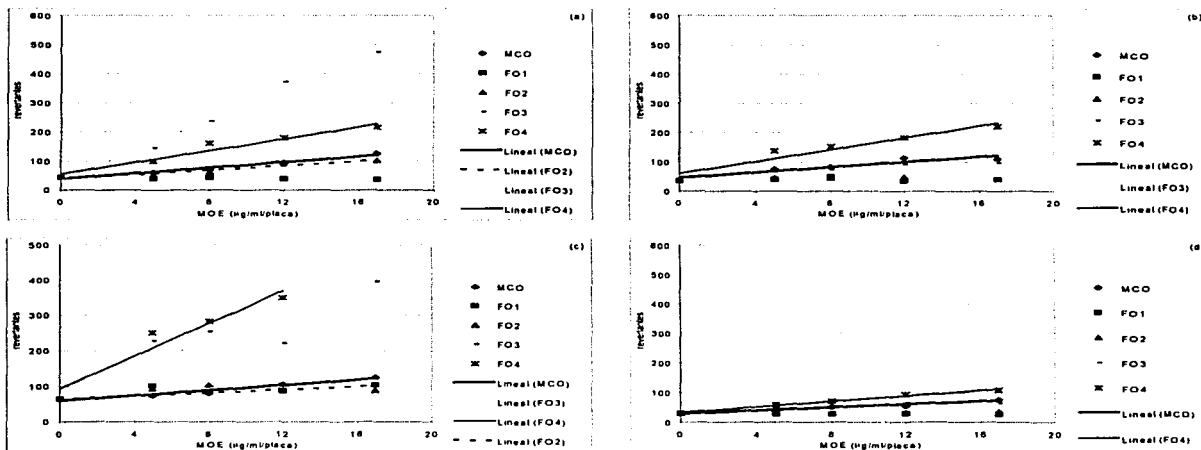 (a)
600
500
400
300
200
100
0
revertantes
0 4 8 12 16 20
MOE (µg/ml/placa)
MCO
FO1
FO2
FO3
FO4
Lineal (MCO)
Lineal (FO2)
Lineal (FO3)
Lineal (FO4)
(b)
600
500
400
300
200
100
0
revertantes
0 4 8 12 16 20
MOE (µg/ml/placa)
MCO
FO1
FO2
FO3
FO4
Lineal (MCO)
Lineal (FO3)
Lineal (FO4)
(c)
500
400
300
200
100
0
revertantes
0 4 8 12 16 20
MOE (µg/ml/placa)
MCO
FO1
FO2
FO3
FO4
Lineal (MCO)
Lineal (FO3)
Lineal (FO4)
Lineal (FO2)
(d
600
500
400
300
200
100
0
revertantes
0 4 8 12 16 20
MOE (µg/ml/placa)
MCO
FO1
FO2
FO3
FO4
Lineal (MCO)
Lineal (FO4)